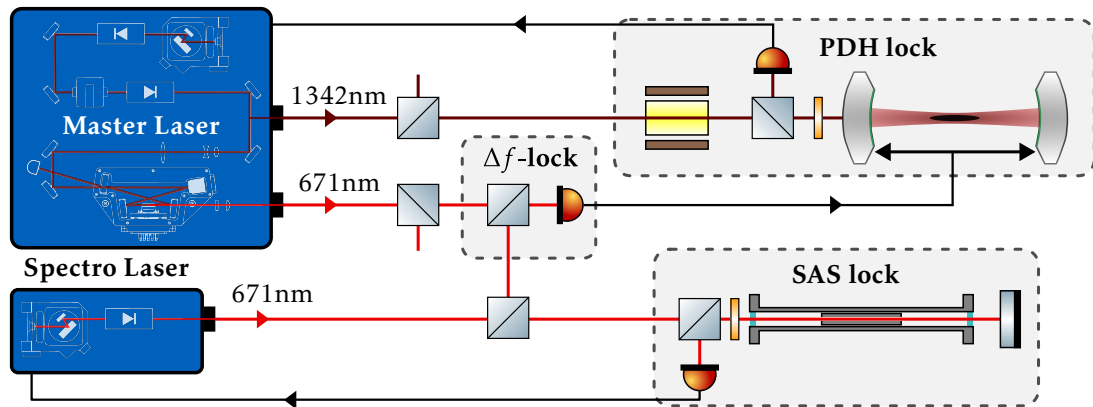 PDH lock
1342nm
Master Laser
Δf-lock
671nm
Spectro Laser
671nm
SAS lock